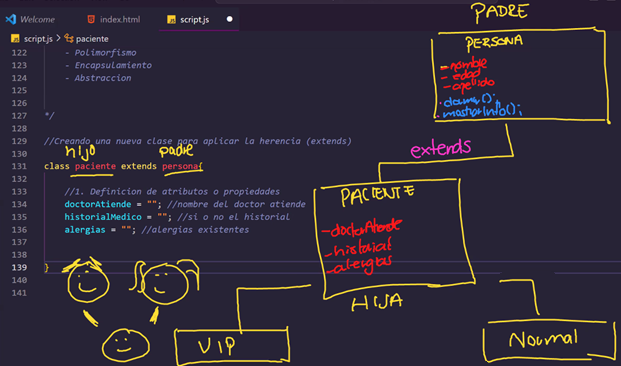 Welcome
index.html
script.js
script.js > paciente
122 - Polimorfismo
123 - Encapsulamiento
124 - Abstraccion
125
126
127 */
128
129 //Creando una nueva clase para aplicar la herencia (extends)
130
hijo
padre
131 class paciente extends persona{
132
133 //1. Definicion de atributos o propiedades
134 doctorAtiende = ""; //nombre del doctor atiende
135 historialMedico = ""; //si o no el historial
136 alergias = ""; //alergias existentes
137
138
139 }
140
141
PADRE
PERSONA
- nombre
- edad
- apellido
mostrarInfo();
extends
PACIENTE
- doctorAtiende
- historial
- alergias
HIJA
VIP
Normal